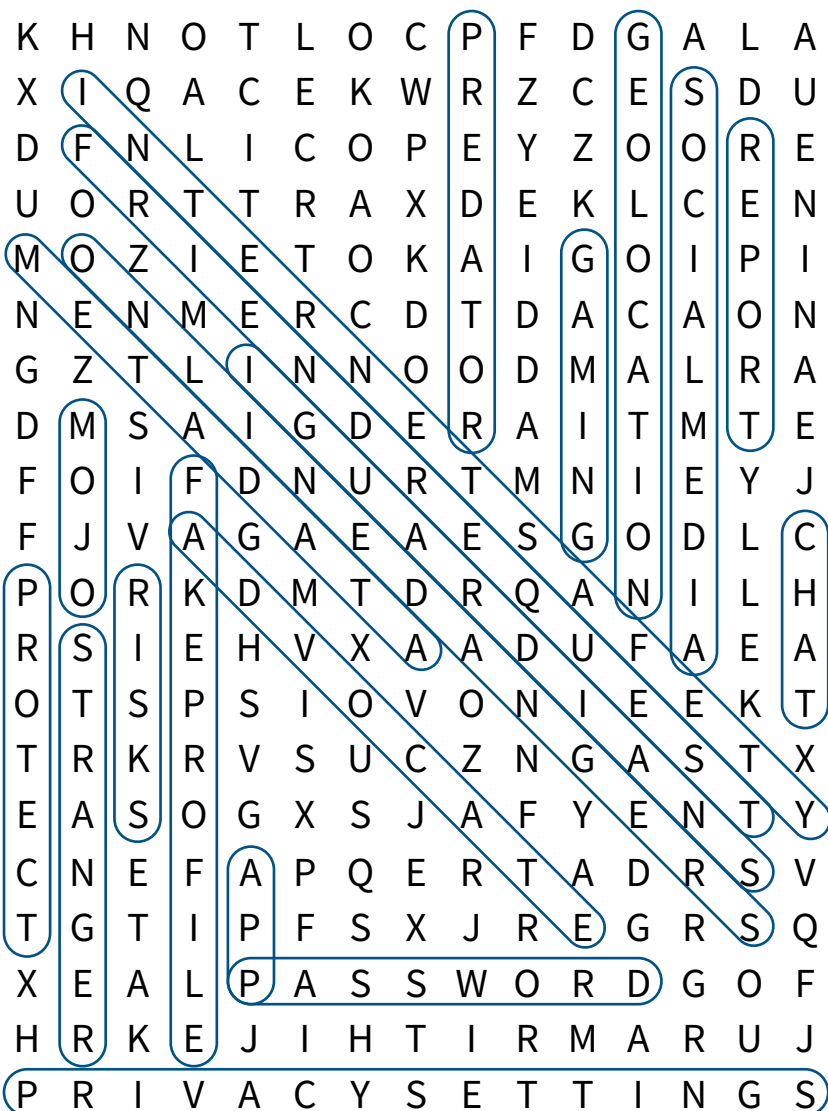 K H N O T L O C P F D G A L A
X I Q A C E K W R Z C E S D U
D F N L I C O P E Y Z O O R E
U O R T T R A X D E K L C E N
M O Z I E T O K A I G O I P I
N E N M E R C D T D A C A O N
G Z T L I N N O O D M A L R A
D M S A I G D E R A I T M T E
F O I F D N U R T M N I E Y J
F J V A G A E A E S G O D L C
P O R K D M T D R Q A N I L H
R S I E H V X A A D U F A E A
O T S P S I O V O N I E E K T
T R K R V S U C Z N G A S T X
E A S O G X S J A F Y E N T Y
C N E F A P Q E R T A D R S V
T G T I P F S X J R E G R S Q
X E A L P A S S W O R D G O F
H R K E J I H T I R M A R U J
P R I V A C Y S E T T I N G S